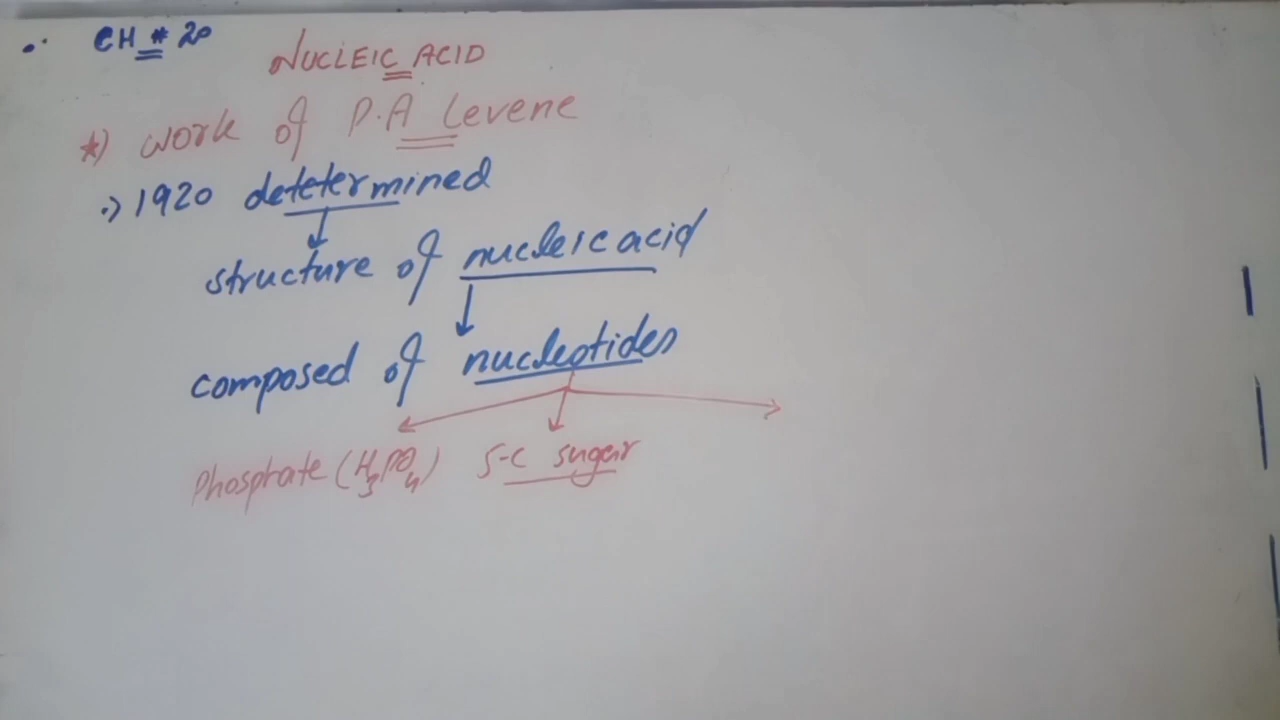 CH # 20
NUCLEIC ACID
*) work of P.A Levene
·> 1920 detetermined
structure of nucleic acid
composed of nucleotides
Phosphate (H3PO4) 5-C sugar